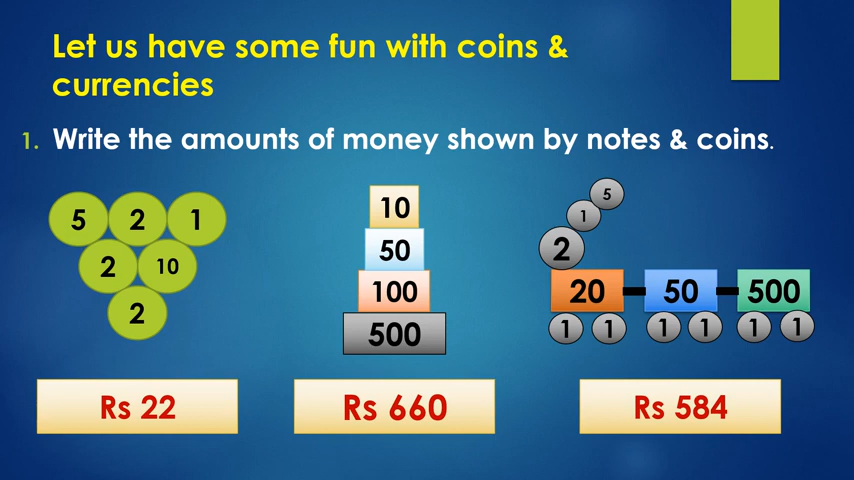 Let us have some fun with coins &
currencies
1. Write the amounts of money shown by notes & coins.
5 2 1
2 10
2
Rs 22
10
50
100
500
Rs 660
5
1
2
20 50 500
1 1 1 1 1 1
Rs 584